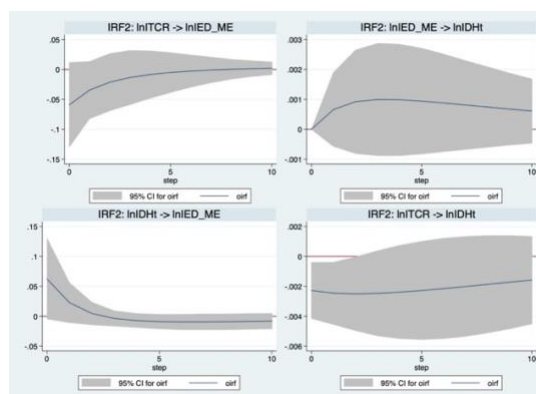 IRF2: lnITCR -> lnIED_ME
.05
0
-.05
-.1
-.15
0 5 10
step
95% CI for oirf oirf
IRF2: lnIED_ME -> lnIDHt
.003
.002
.001
0
-.001
0 5 10
step
95% CI for oirf oirf
IRF2: lnIDHt -> lnIED_ME
.15
.1
.05
0
-.05
0 5 10
step
95% CI for oirf oirf
IRF2: lnITCR -> lnIDHt
.002
0
-.002
-.004
-.006
0 5 10
step
95% CI for oirf oirf